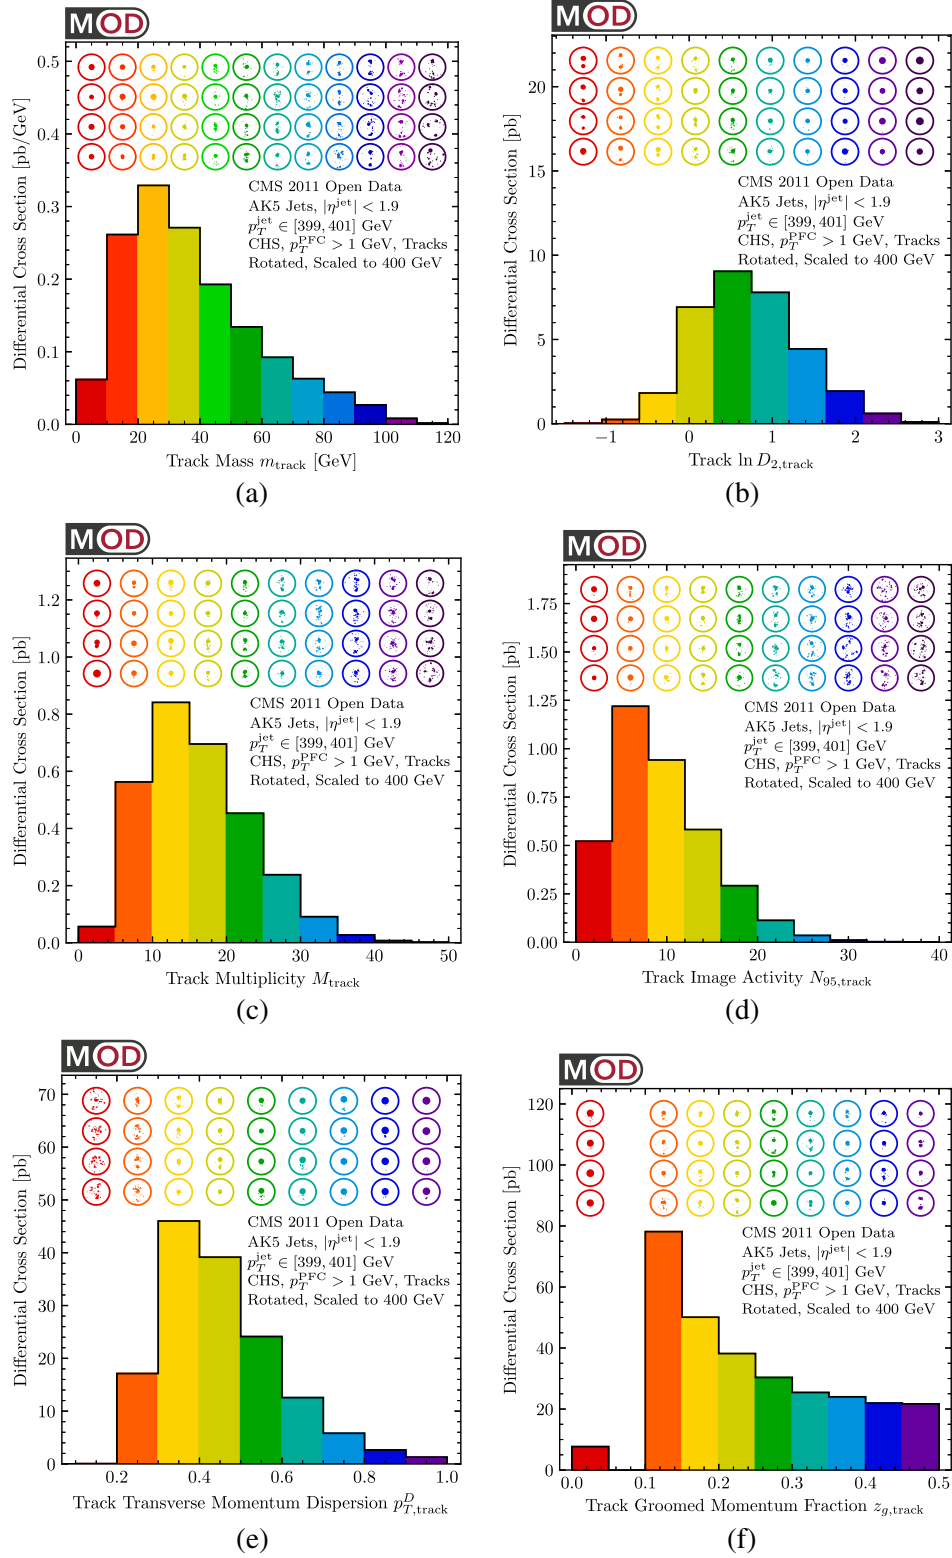 MOD
Differential Cross Section [pb/GeV]
0.5
0.4
0.3
0.2
0.1
0.0
CMS 2011 Open Data
AK5 Jets, |η^jet| < 1.9
p_T^jet ∈ [399, 401] GeV
CHS, p_T^PFC > 1 GeV, Tracks
Rotated, Scaled to 400 GeV
0 20 40 60 80 100 120
Track Mass m_track [GeV]
(a)
MOD
Differential Cross Section [pb]
20
15
10
5
0
CMS 2011 Open Data
AK5 Jets, |η^jet| < 1.9
p_T^jet ∈ [399, 401] GeV
CHS, p_T^PFC > 1 GeV, Tracks
Rotated, Scaled to 400 GeV
−1 0 1 2 3
Track ln D_2,track
(b)
MOD
Differential Cross Section [pb]
1.2
1.0
0.8
0.6
0.4
0.2
0.0
CMS 2011 Open Data
AK5 Jets, |η^jet| < 1.9
p_T^jet ∈ [399, 401] GeV
CHS, p_T^PFC > 1 GeV, Tracks
Rotated, Scaled to 400 GeV
0 10 20 30 40 50
Track Multiplicity M_track
(c)
MOD
Differential Cross Section [pb]
1.75
1.50
1.25
1.00
0.75
0.50
0.25
0.00
CMS 2011 Open Data
AK5 Jets, |η^jet| < 1.9
p_T^jet ∈ [399, 401] GeV
CHS, p_T^PFC > 1 GeV, Tracks
Rotated, Scaled to 400 GeV
0 10 20 30 40
Track Image Activity N_95,track
(d)
MOD
Differential Cross Section [pb]
70
60
50
40
30
20
10
0
CMS 2011 Open Data
AK5 Jets, |η^jet| < 1.9
p_T^jet ∈ [399, 401] GeV
CHS, p_T^PFC > 1 GeV, Tracks
Rotated, Scaled to 400 GeV
0.2 0.4 0.6 0.8 1.0
Track Transverse Momentum Dispersion p_T,track^D
(e)
MOD
Differential Cross Section [pb]
120
100
80
60
40
20
0
CMS 2011 Open Data
AK5 Jets, |η^jet| < 1.9
p_T^jet ∈ [399, 401] GeV
CHS, p_T^PFC > 1 GeV, Tracks
Rotated, Scaled to 400 GeV
0.0 0.1 0.2 0.3 0.4 0.5
Track Groomed Momentum Fraction z_g,track
(f)